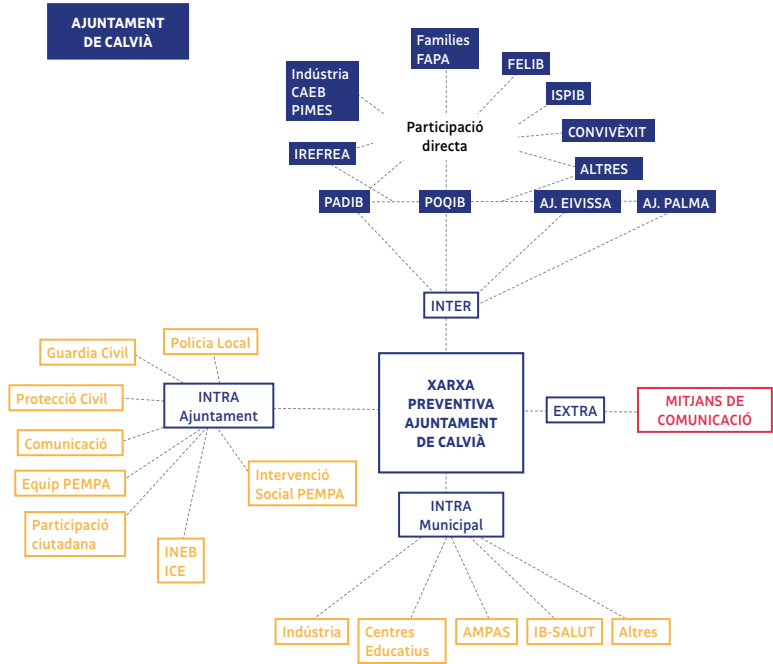 AJUNTAMENT
DE CALVIÀ
Families
FAPA
FELIB
Indústria
CAEB
PIMES
ISPIB
Participació
directa
CONVIVÈXIT
IREFREA
ALTRES
PADIB
POQIB
AJ. EIVISSA
AJ. PALMA
INTER
Policia Local
Guardia Civil
INTRA
Ajuntament
Protecció Civil
Comunicació
Equip PEMPA
Participació
ciutadana
INEB
ICE
Intervenció
Social PEMPA
XARXA
PREVENTIVA
AJUNTAMENT
DE CALVIÀ
EXTRA
MITJANS DE
COMUNICACIÓ
INTRA
Municipal
Indústria
Centres
Educatius
AMPAS
IB-SALUT
Altres